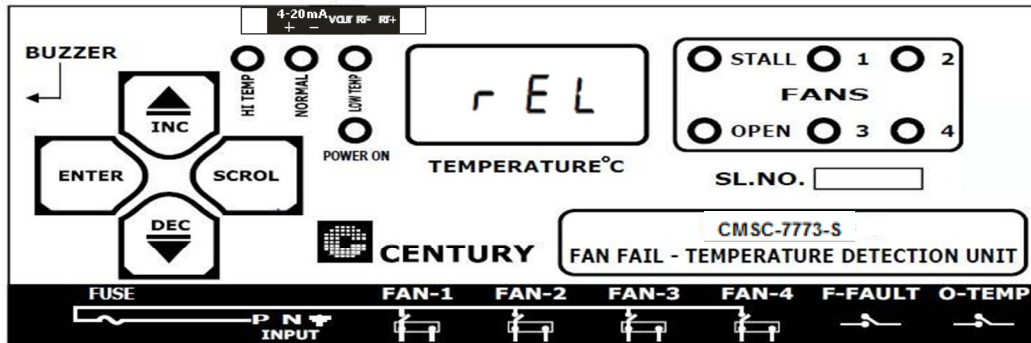 4-20mA VOUT RT- RT+
+ -
BUZZER
HI TEMP
NORMAL
LOW TEMP
POWER ON
INC
ENTER
SCROL
DEC
rEL
TEMPERATURE°C
STALL 1 2
FANS
OPEN 3 4
SL.NO.
CENTURY
CMSC-7773-S
FAN FAIL - TEMPERATURE DETECTION UNIT
FUSE FAN-1 FAN-2 FAN-3 FAN-4 F-FAULT O-TEMP
P N
INPUT